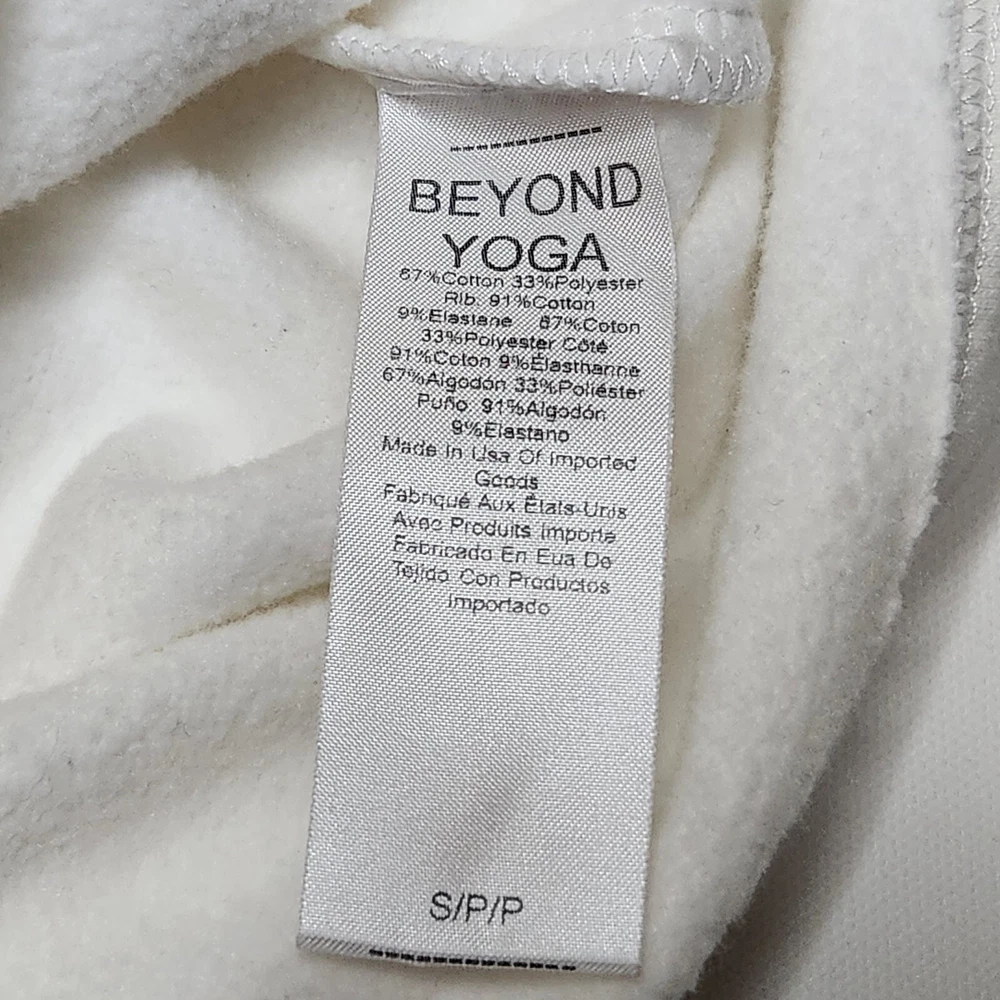 BEYOND
YOGA
67%Cotton 33%Polyester
Rib. 91%Cotton
9%Elastane 67%Coton
33%Polyester Côté.
91%Coton 9%Élasthanne
67%Algodón 33%Poliéster
Puño. 91%Algodón
9%Elastano
Made In Usa Of Imported
Goods
Fabriqué Aux États-Unis
Avec Produits Importe
Fabricado En Eua De
Tejido Con Productos
Importado
S/P/P